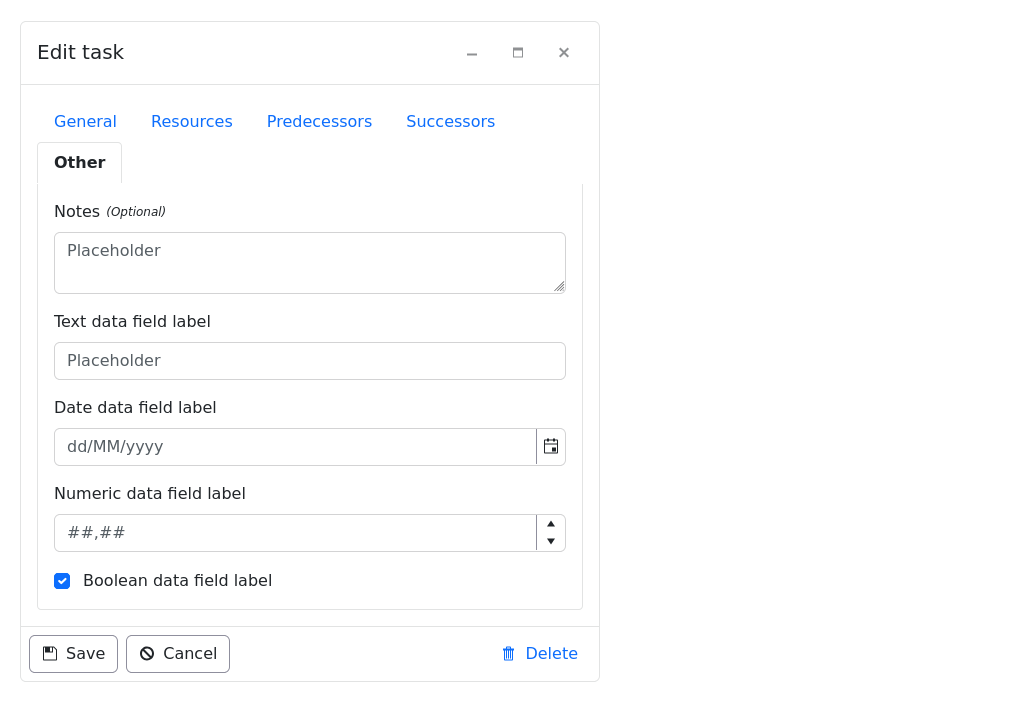 Edit task
General Resources Predecessors Successors
Other
Notes (Optional)
Placeholder
Text data field label
Placeholder
Date data field label
dd/MM/yyyy
Numeric data field label
##,##
Boolean data field label
Save Cancel Delete